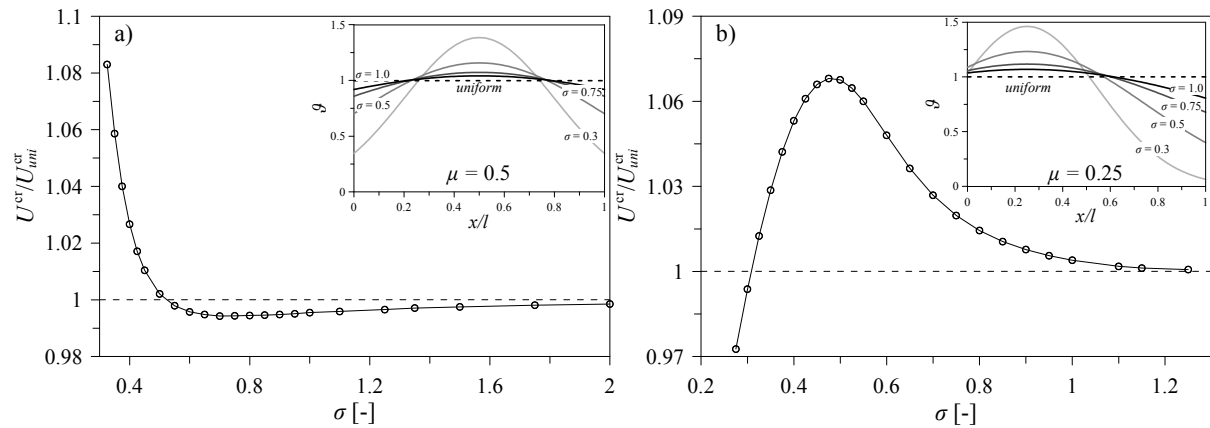 a)
U^cr/U^cr_uni
1.1
1.08
1.06
1.04
1.02
1
0.98
0.4
0.8
1.2
1.6
2
σ [-]
ϑ
1.5
1
0.5
0
0
0.2
0.4
0.6
0.8
1
x/l
σ = 1.0
σ = 0.5
uniform
σ = 0.75
σ = 0.3
μ = 0.5
b)
U^cr/U^cr_uni
1.09
1.06
1.03
1
0.97
0.2
0.4
0.6
0.8
1
1.2
σ [-]
ϑ
1.5
1
0.5
0
0
0.2
0.4
0.6
0.8
1
x/l
uniform
σ = 1.0
σ = 0.75
σ = 0.5
σ = 0.3
μ = 0.25